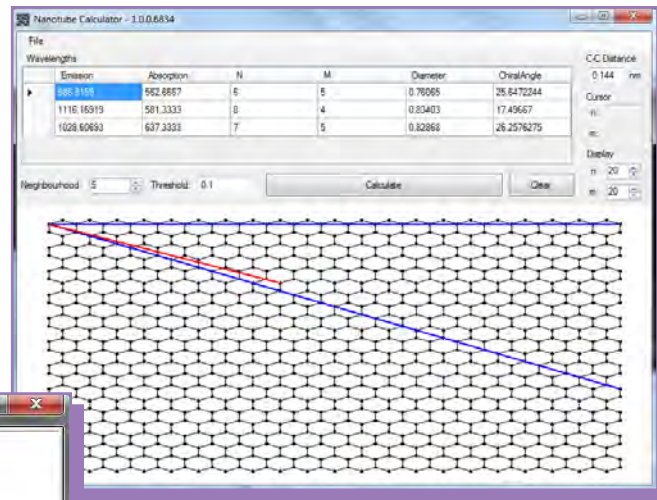 Nanotube Calculator - 1.0.0.6834
File
Wavelengths
Emission Absorption N M Diameter ChiralAngle
562.6667 6 5 0.76065 25.6472244
1116.16919 581.3333 8 4 0.83403 17.49667
1028.60693 637.3333 7 5 0.82868 26.2576275
C-C Distance
0.144 nm
Cursor
n:
m:
Display
n 20
m 20
Neighbourhood 5 Threshold: 0.1 Calculate Clear